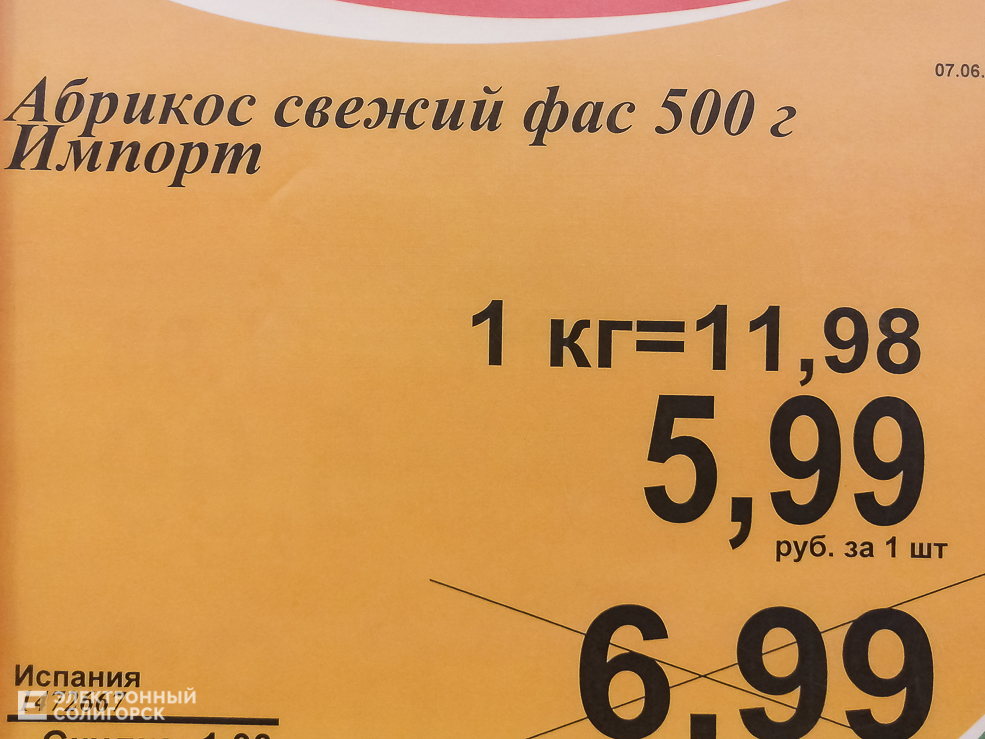 07.06.
Абрикос свежий фас 500 г
Импорт
1 кг=11,98
5,99
руб. за 1 шт
6,99
Испания
ЭЛЕКТРОННЫЙ
СОЛИГОРСК